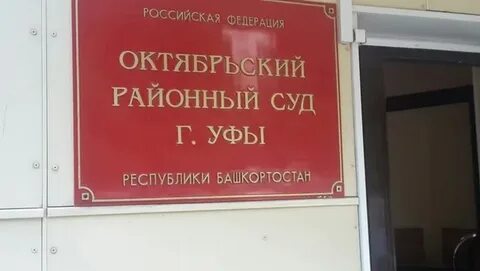 РОССИЙСКАЯ ФЕДЕРАЦИЯ
ОКТЯБРЬСКИЙ
РАЙОННЫЙ СУД
Г. УФЫ
РЕСПУБЛИКИ БАШКОРТОСТАН